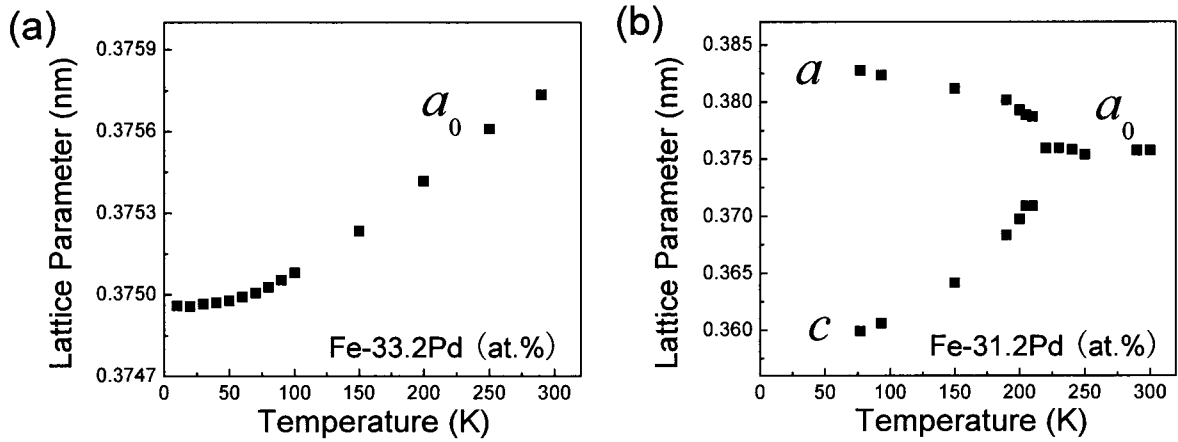 (a)
Lattice Parameter (nm)
0.3759
0.3756
0.3753
0.3750
0.3747
a₀
Fe-33.2Pd (at.%)
0 50 100 150 200 250 300
Temperature (K)
(b)
Lattice Parameter (nm)
0.385
0.380
0.375
0.370
0.365
0.360
a
a₀
c
Fe-31.2Pd (at.%)
0 50 100 150 200 250 300
Temperature (K)